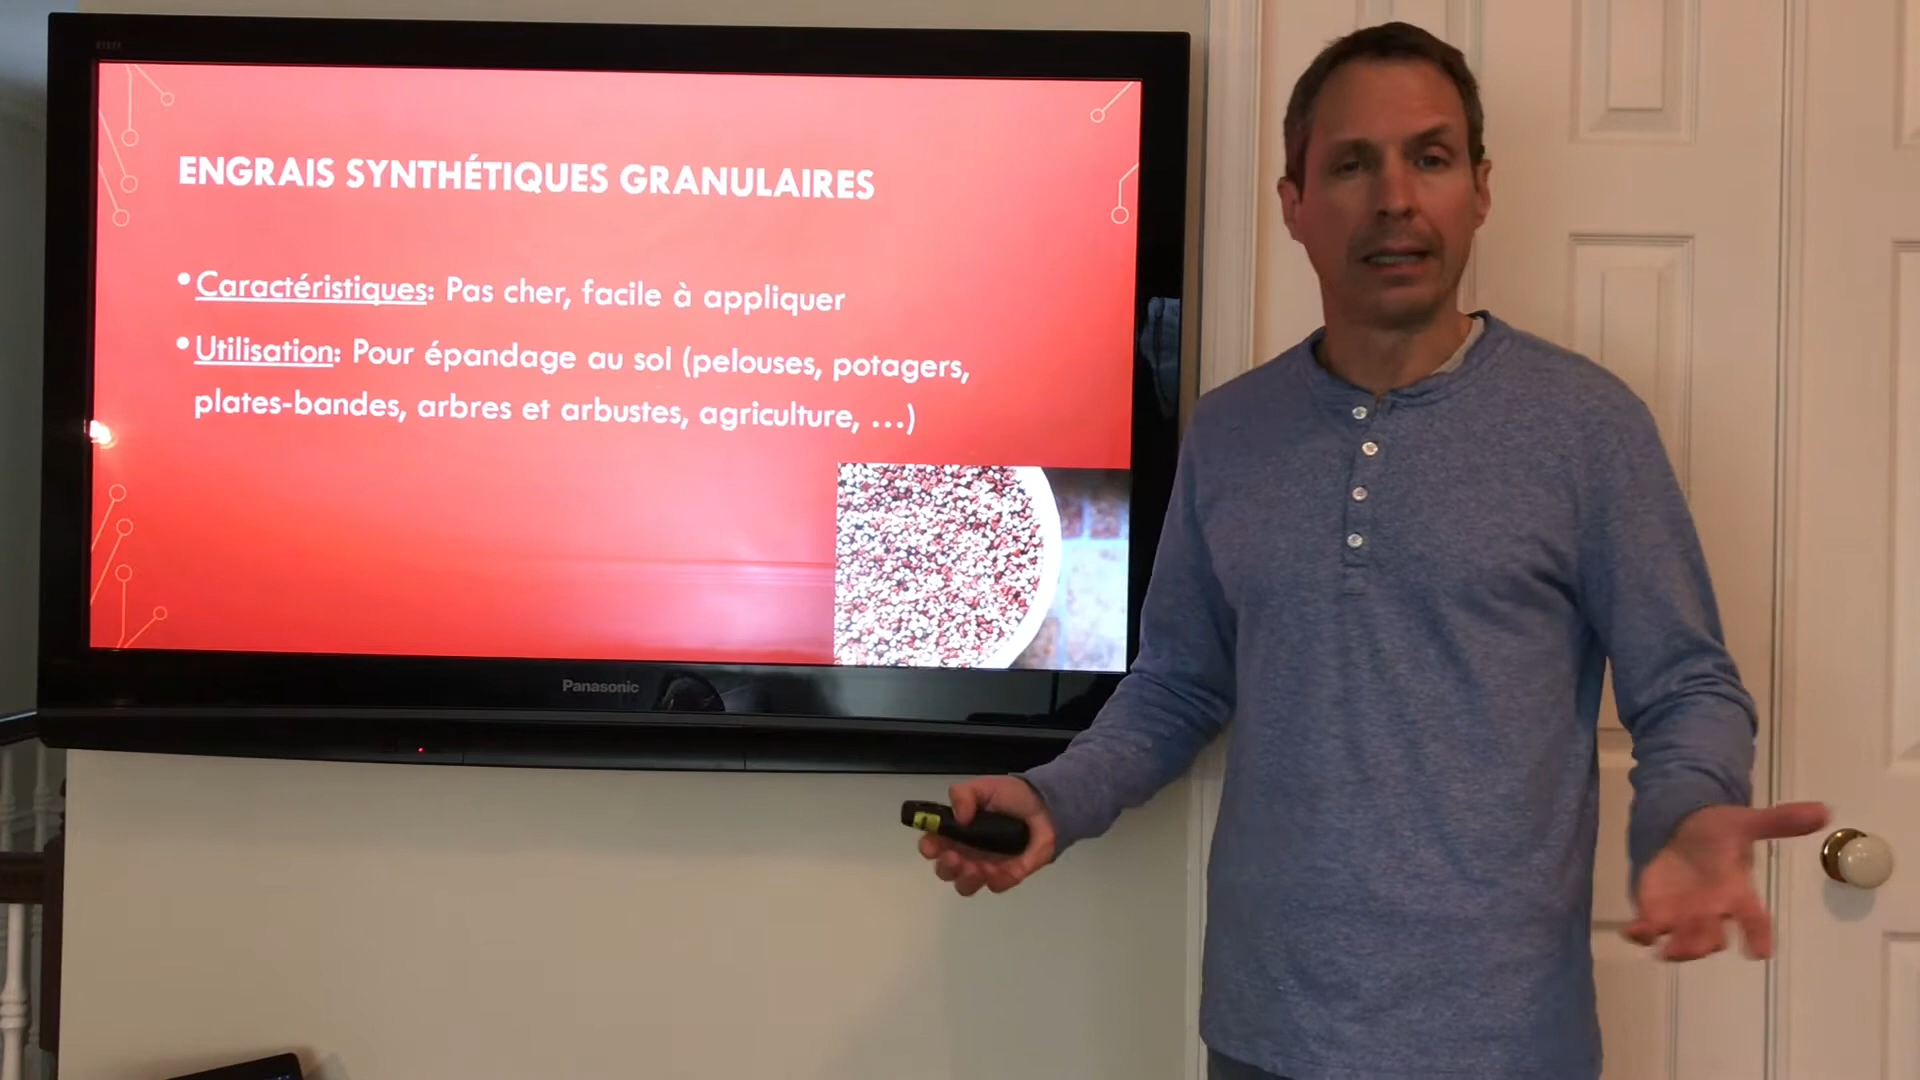 ENGRAIS SYNTHÉTIQUES GRANULAIRES
•Caractéristiques: Pas cher, facile à appliquer
•Utilisation: Pour épandage au sol (pelouses, potagers,
plates-bandes, arbres et arbustes, agriculture, ...)
Panasonic